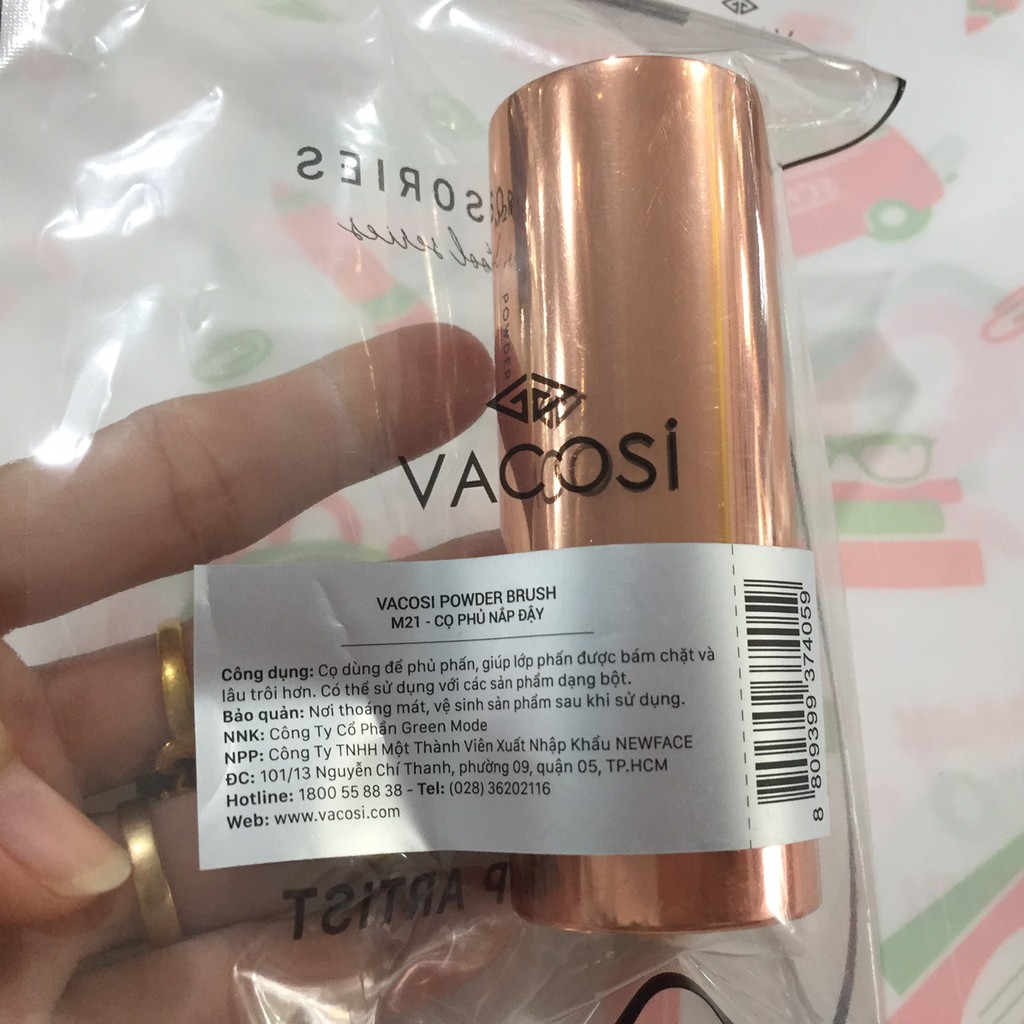 SORIES
tool series
POWDER
VACOSI
VACOSI POWDER BRUSH
M21 - CỌ PHỦ NẮP ĐẬY
Công dụng: Cọ dùng để phủ phấn, giúp lớp phấn được bám chặt và
lâu trôi hơn. Có thể sử dụng với các sản phẩm dạng bột.
Bảo quản: Nơi thoáng mát, vệ sinh sản phẩm sau khi sử dụng.
NNK: Công Ty Cổ Phần Green Mode
NPP: Công Ty TNHH Một Thành Viên Xuất Nhập Khẩu NEWFACE
ĐC: 101/13 Nguyễn Chí Thanh, phường 09, quận 05, TP.HCM
Hotline: 1800 55 88 38 - Tel: (028) 36202116
Web: www.vacosi.com
8 809399 374059
P ARTIST